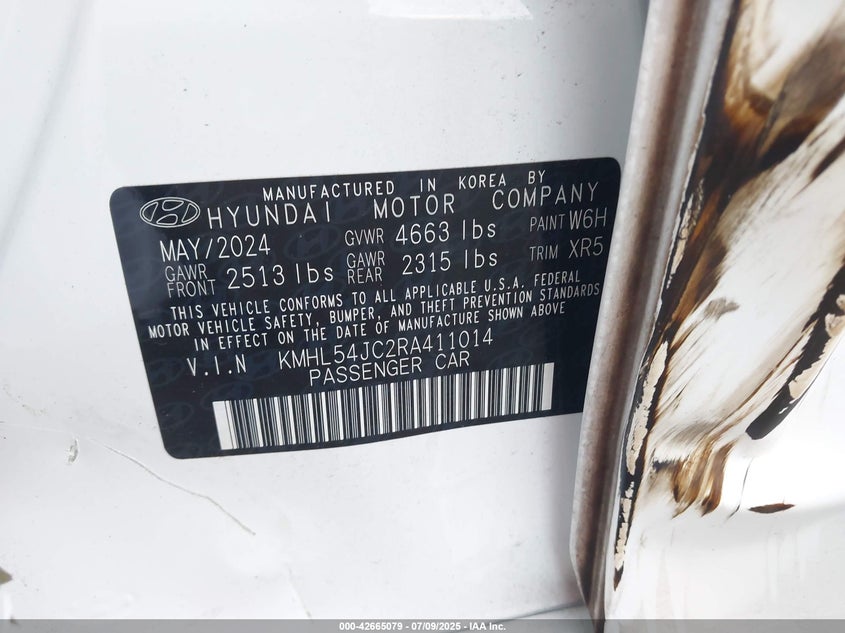 MANUFACTURED IN KOREA BY
HYUNDAI MOTOR COMPANY
MAY/2024 GVWR 4663 lbs PAINT W6H
GAWR FRONT 2513 lbs GAWR REAR 2315 lbs TRIM XR5
THIS VEHICLE CONFORMS TO ALL APPLICABLE U.S.A. FEDERAL
MOTOR VEHICLE SAFETY, BUMPER, AND THEFT PREVENTION STANDARDS
IN EFFECT ON THE DATE OF MANUFACTURE SHOWN ABOVE
V.I.N KMHL54JC2RA411014
PASSENGER CAR
000-42665079 - 07/09/2025 - IAA Inc.